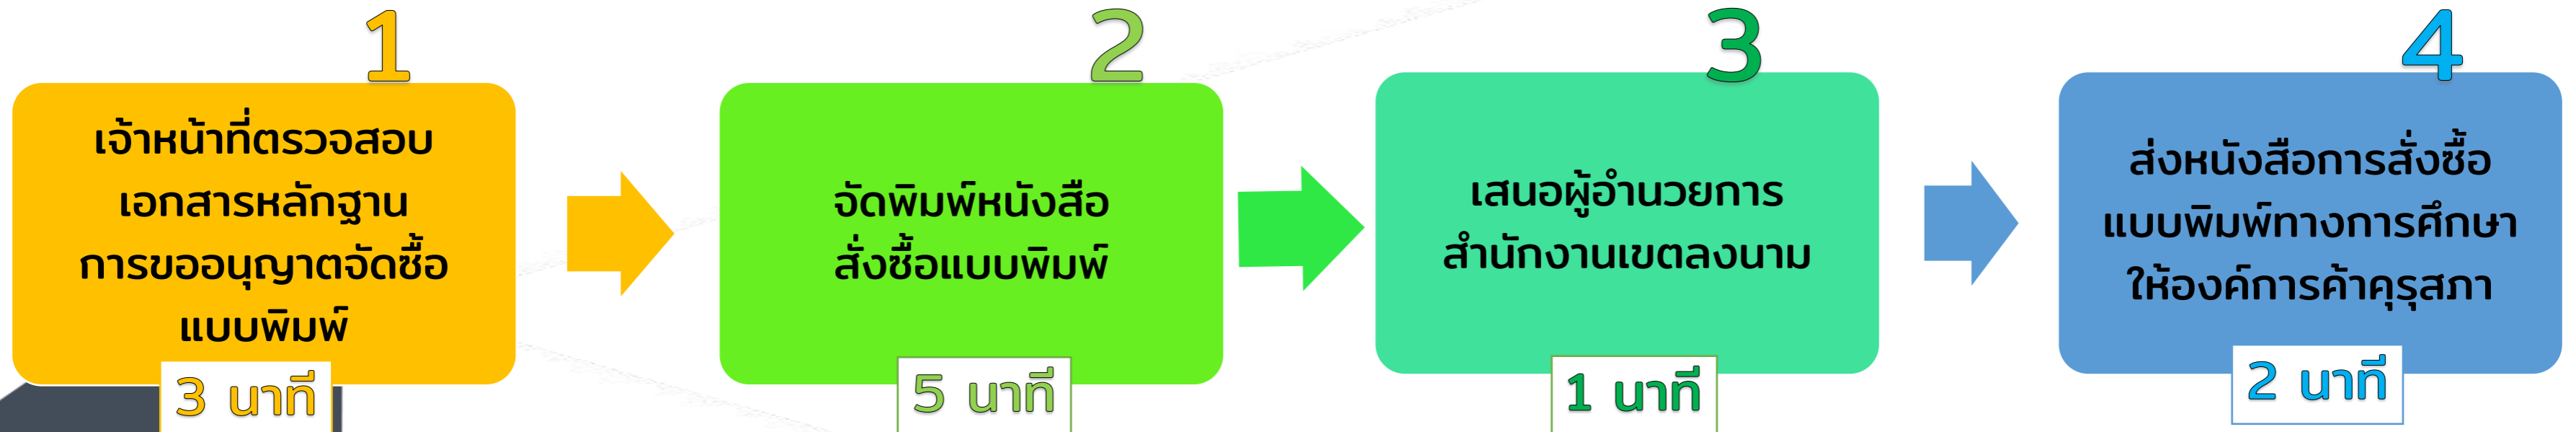 1
เจ้าหน้าที่ตรวจสอบ
เอกสารหลักฐาน
การขออนุญาตจัดซื้อ
แบบพิมพ์
3 นาที
2
จัดพิมพ์หนังสือ
สั่งซื้อแบบพิมพ์
5 นาที
3
เสนอผู้อำนวยการ
สำนักงานเขตลงนาม
1 นาที
4
ส่งหนังสือการสั่งซื้อ
แบบพิมพ์ทางการศึกษา
ให้องค์การค้าคุรุสภา
2 นาที